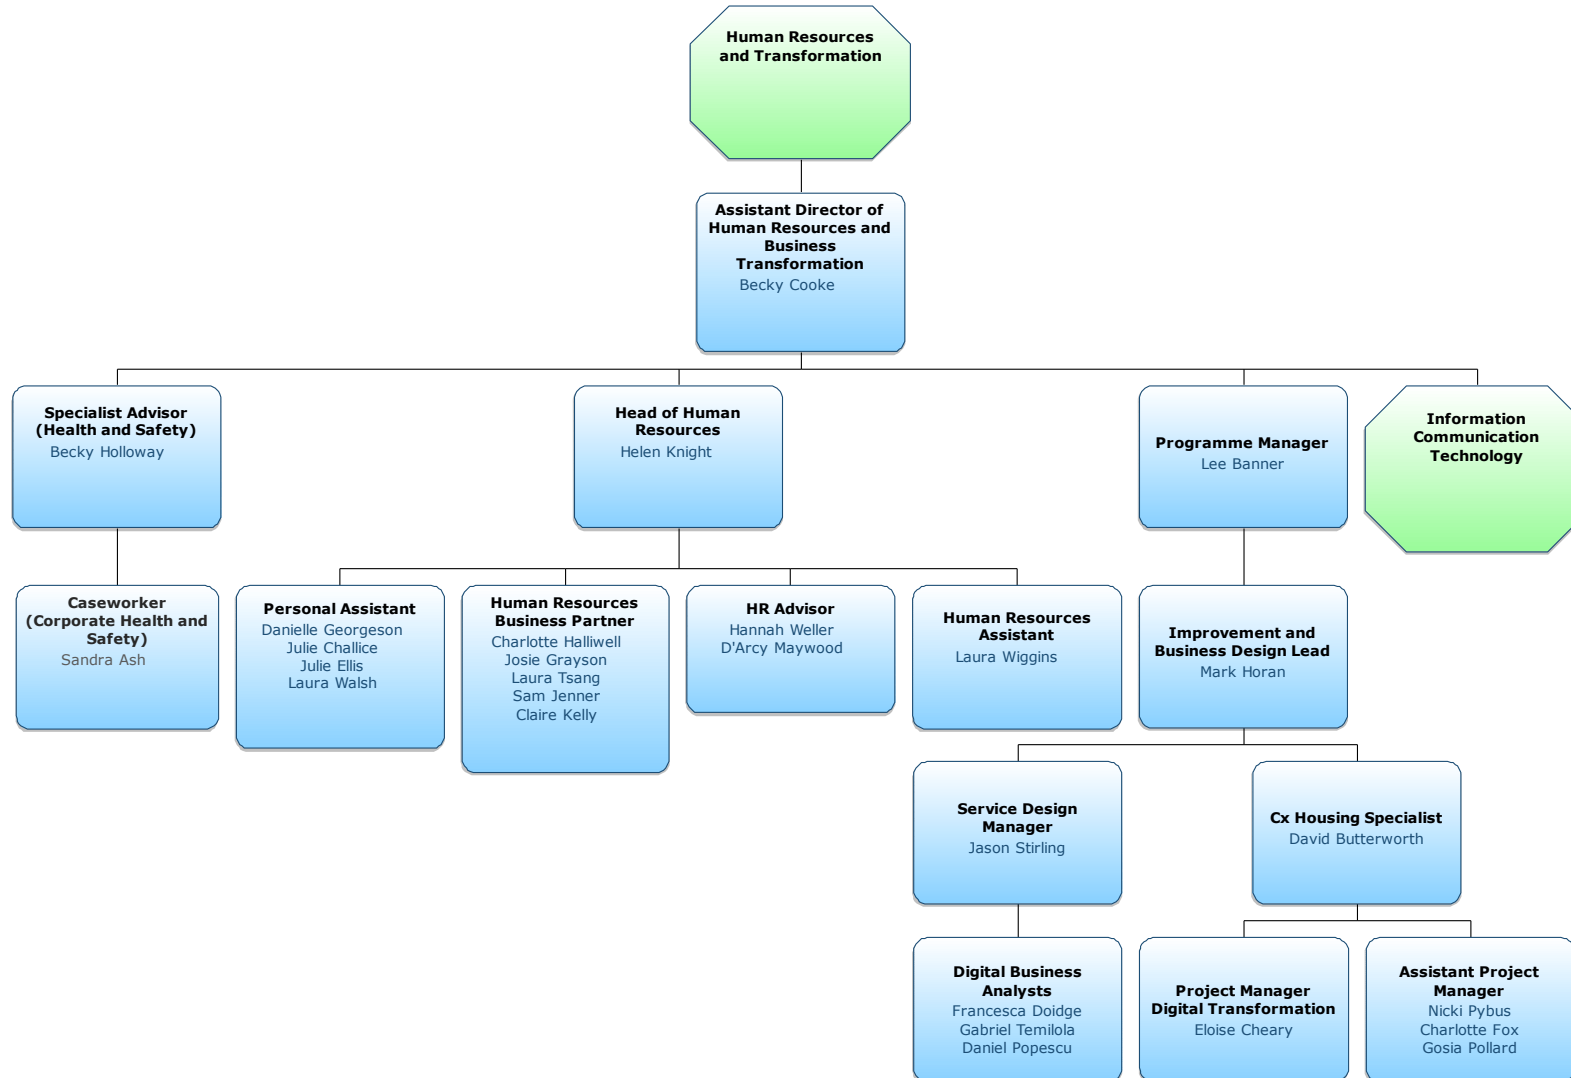 Human Resources
and Transformation
Assistant Director of
Human Resources and
Business
Transformation
Becky Cooke
Specialist Advisor
(Health and Safety)
Becky Holloway
Head of Human
Resources
Helen Knight
Programme Manager
Lee Banner
Information
Communication
Technology
Caseworker
(Corporate Health and
Safety)
Sandra Ash
Personal Assistant
Danielle Georgeson
Julie Challice
Julie Ellis
Laura Walsh
Human Resources
Business Partner
Charlotte Halliwell
Josie Grayson
Laura Tsang
Sam Jenner
Claire Kelly
HR Advisor
Hannah Weller
D'Arcy Maywood
Human Resources
Assistant
Laura Wiggins
Improvement and
Business Design Lead
Mark Horan
Service Design
Manager
Jason Stirling
Cx Housing Specialist
David Butterworth
Digital Business
Analysts
Francesca Doidge
Gabriel Temilola
Daniel Popescu
Project Manager
Digital Transformation
Eloise Cheary
Assistant Project
Manager
Nicki Pybus
Charlotte Fox
Gosia Pollard